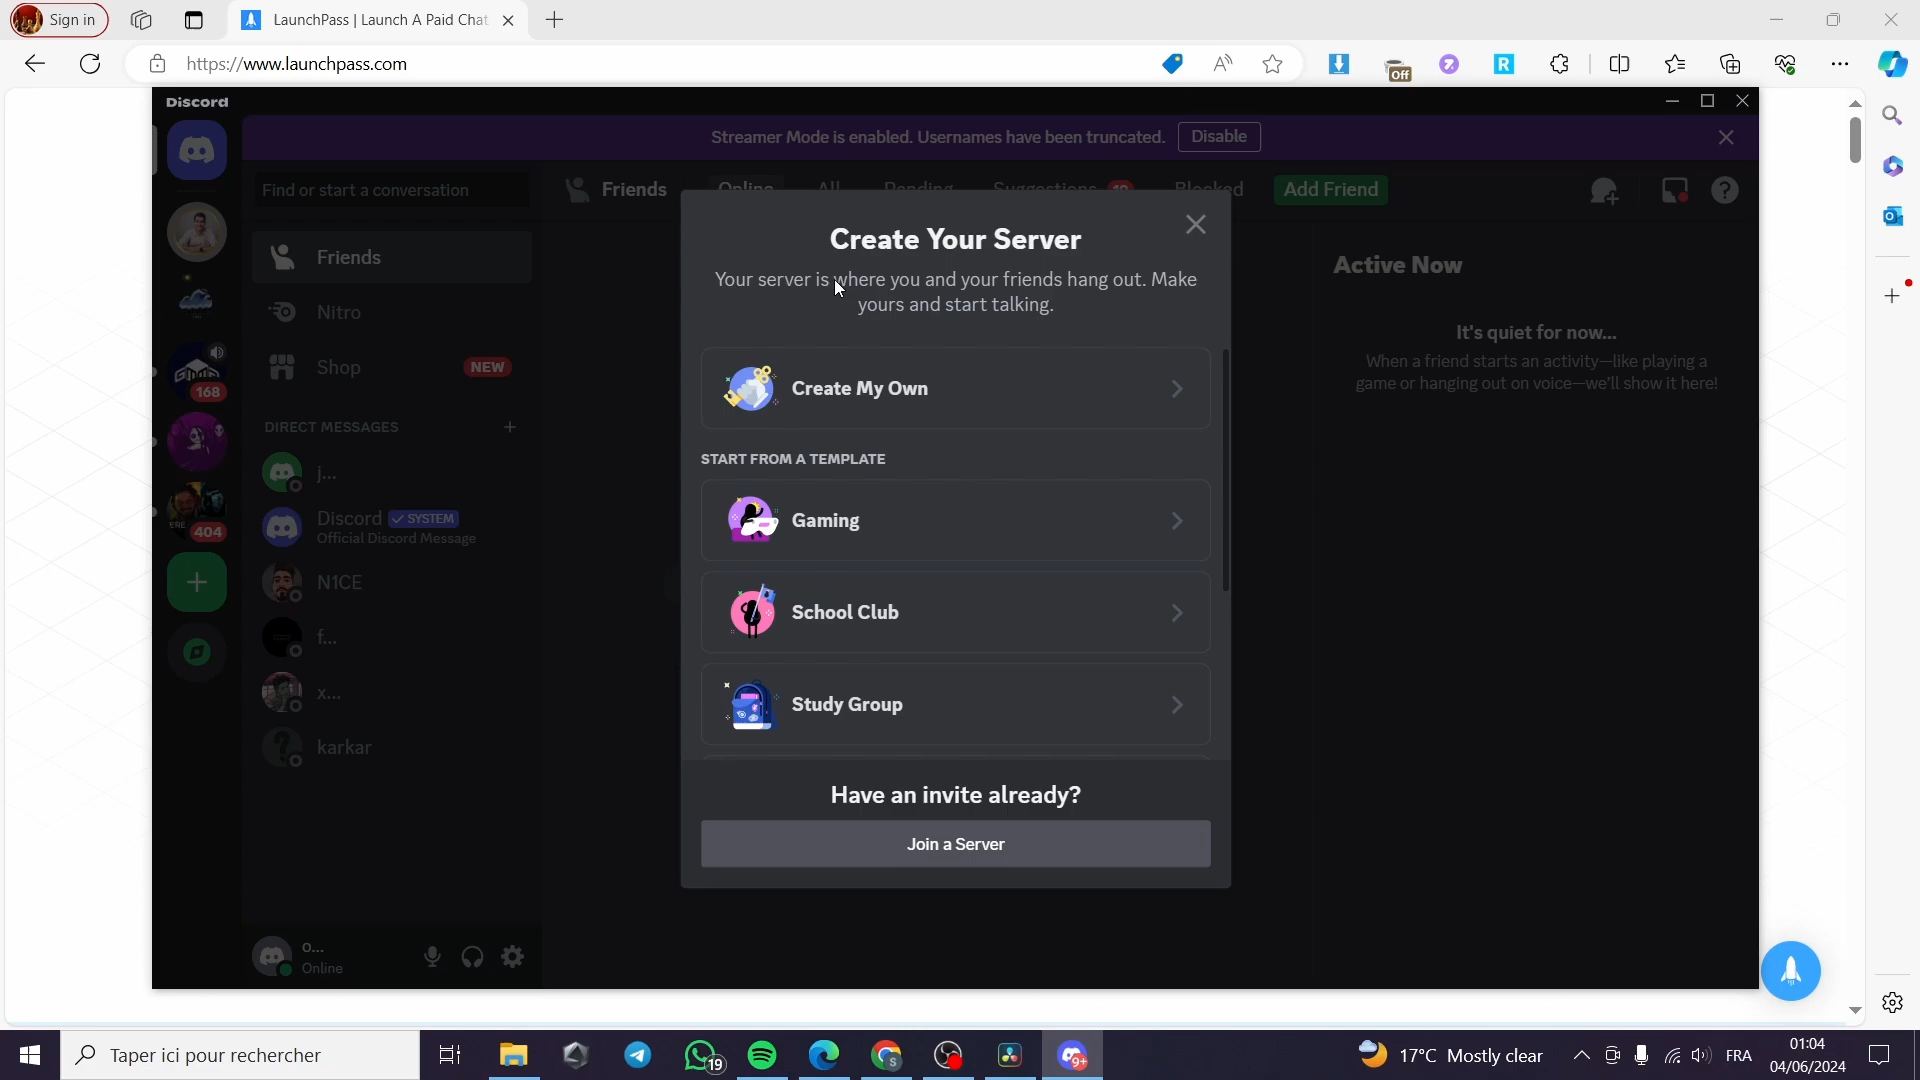 Sign in
LaunchPass | Launch A Paid Chat
https://www.launchpass.com
Off
Discord
Streamer Mode is enabled. Usernames have been truncated.
Disable
Find or start a conversation
Friends
Online
All
Pending
Suggestions
Blocked
Add Friend
Friends
Nitro
Shop
NEW
168
404
DIRECT MESSAGES
j...
Discord
✓ SYSTEM
Official Discord Message
N1CE
f...
x...
karkar
o...
Online
Create Your Server
Your server is where you and your friends hang out. Make
yours and start talking.
Create My Own
START FROM A TEMPLATE
Gaming
School Club
Study Group
Have an invite already?
Join a Server
Active Now
It's quiet for now...
When a friend starts an activity—like playing a
game or hanging out on voice—we'll show it here!
Taper ici pour rechercher
19
S
9+
17°C Mostly clear
FRA
01:04
04/06/2024